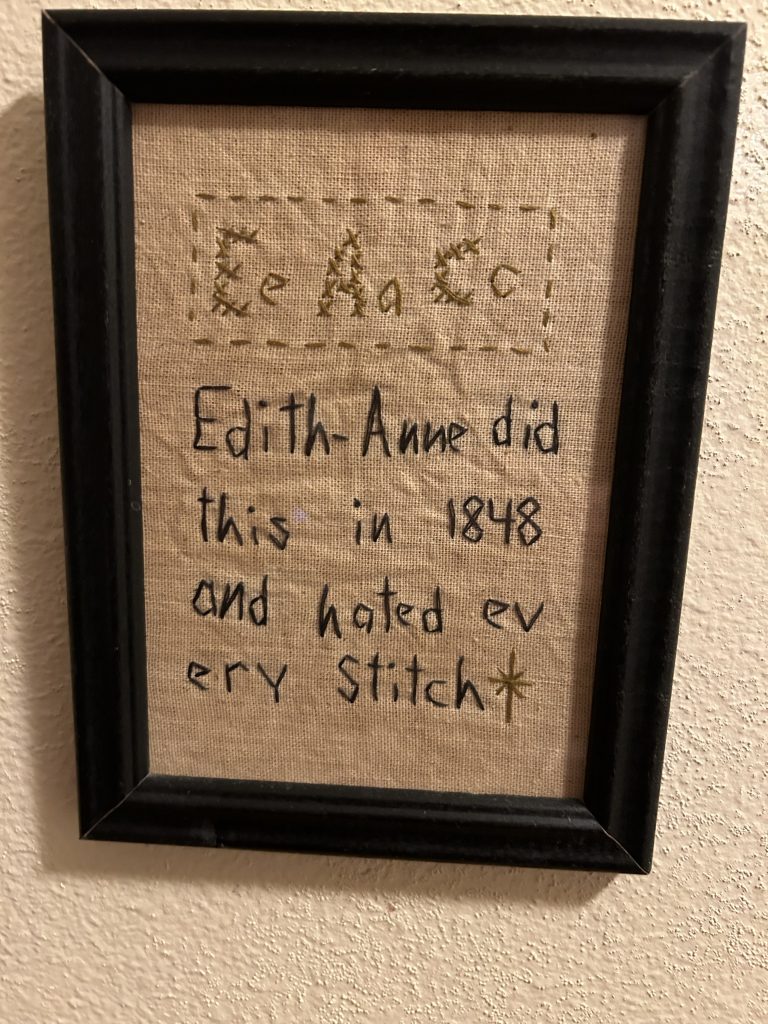 Ee Aa Cc
Edith-Anne did
this in 1848
and hated ev
ery stitch*